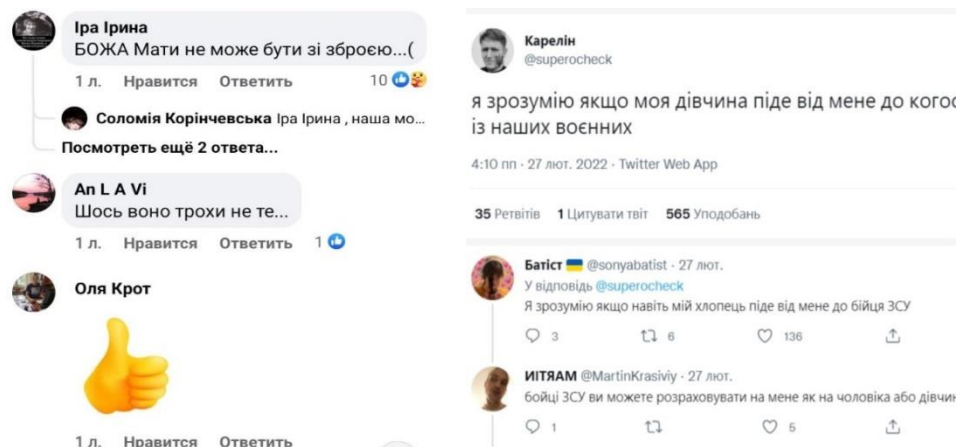 Іра Ірина
БОЖА Мати не може бути зі зброєю...(
1 л. Нравится Ответить 10
Соломія Корінчевська Іра Ірина , наша мо...
Посмотреть ещё 2 ответа...
An L A Vi
Шось воно трохи не те...
1 л. Нравится Ответить 1
Оля Крот
1 л. Нравится Ответить
Карелін
@superocheck
я зрозумію якщо моя дівчина піде від мене до когос
із наших воєнних
4:10 пп · 27 лют. 2022 · Twitter Web App
35 Ретвітів 1 Цитувати твіт 565 Уподобань
Батіст @sonyabatist · 27 лют.
У відповідь @superocheck
Я зрозумію якщо навіть мій хлопець піде від мене до бійця ЗСУ
3 6 136
ИІТЯАМ @MartinKrasiviy · 27 лют.
бойці ЗСУ ви можете розраховувати на мене як на чоловіка або дівчин
1 5